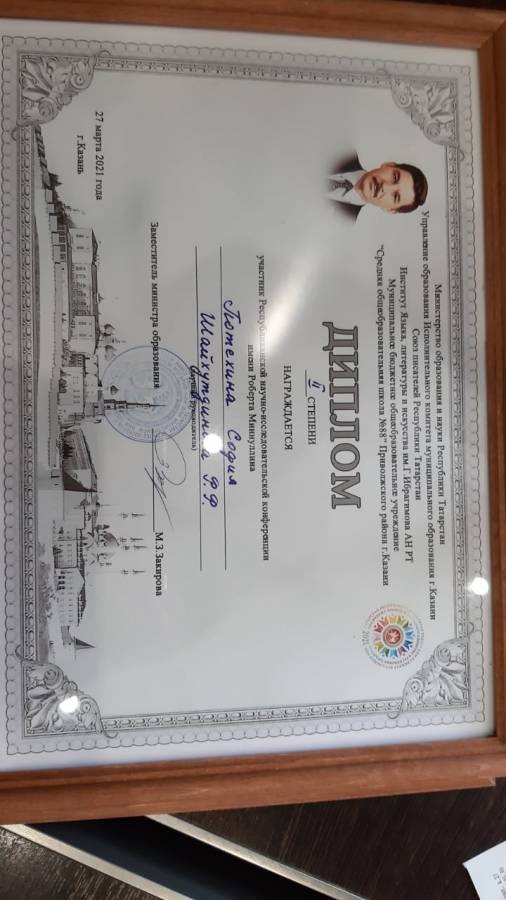 Министерство образования и науки Республики Татарстан
Управление образования Исполнительного комитета муниципального образования г.Казани
Союз писателей Республики Татарстан
Институт Языка, литературы и искусства им.Г.Ибрагимова АН РТ
Муниципальное бюджетное общеобразовательное учреждение
"Средняя общеобразовательная школа №88" Приволжского района г.Казани
ДИПЛОМ
II СТЕПЕНИ
НАГРАЖДАЕТСЯ
участник Республиканской научно-исследовательской конференции
имени Роберта Миннуллина
Потехина София
Шайхутдинова Ф.Ф.
(научный руководитель)
Заместитель министра образования М.З.Закирова
27 марта 2021 года
г.Казань